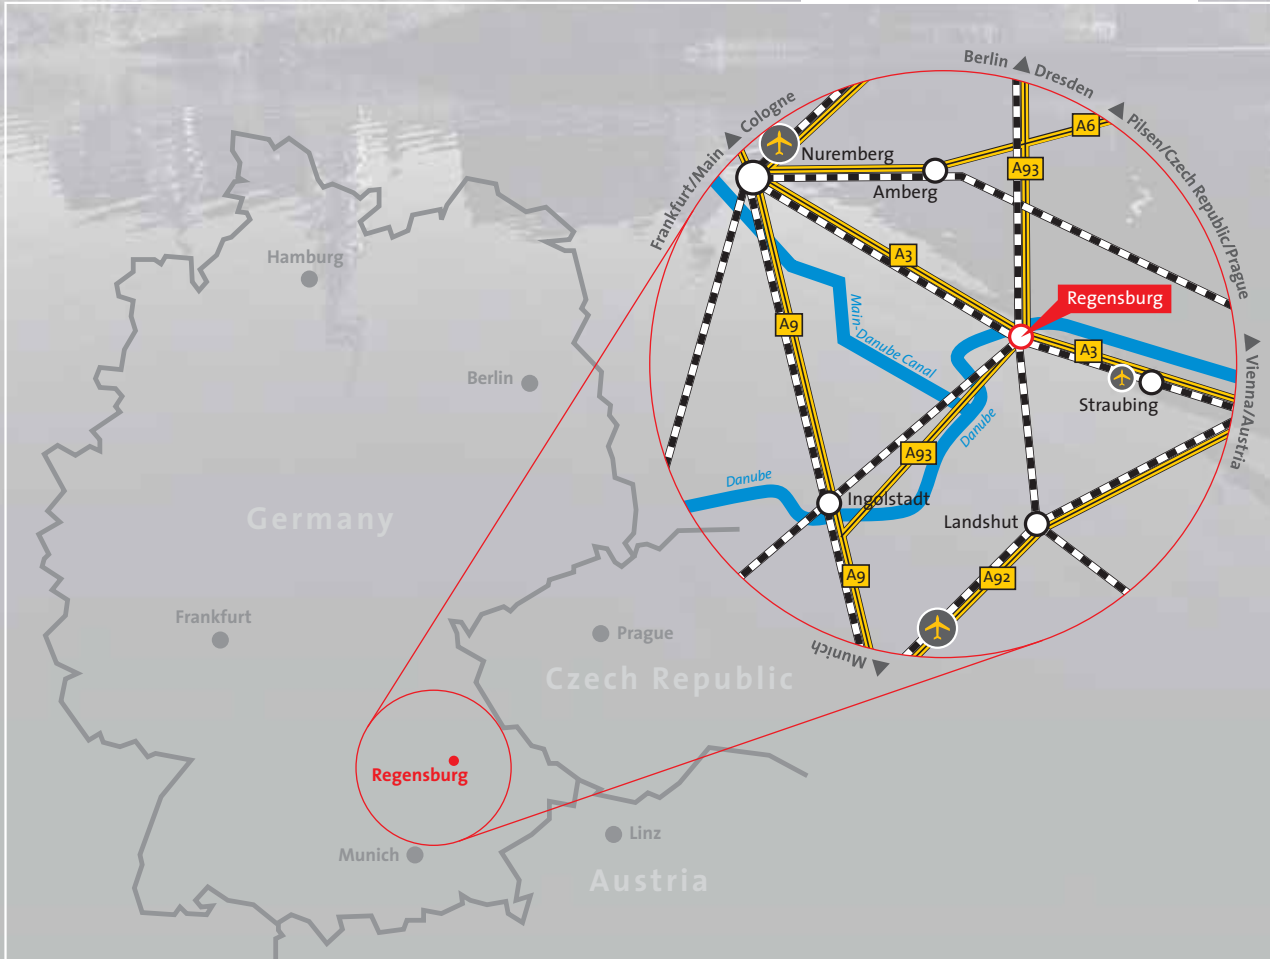 Berlin
Dresden
Cologne
Frankfurt/Main
Pilsen/Czech Republic/Prague
A6
Nuremberg
A93
Amberg
Hamburg
A3
Regensburg
Main-Danube Canal
A9
A3
Vienna/Austria
Berlin
Straubing
Danube
A93
Danube
Ingolstadt
Germany
Landshut
A9
A92
Frankfurt
Prague
Munich
Czech Republic
Regensburg
Linz
Munich
Austria